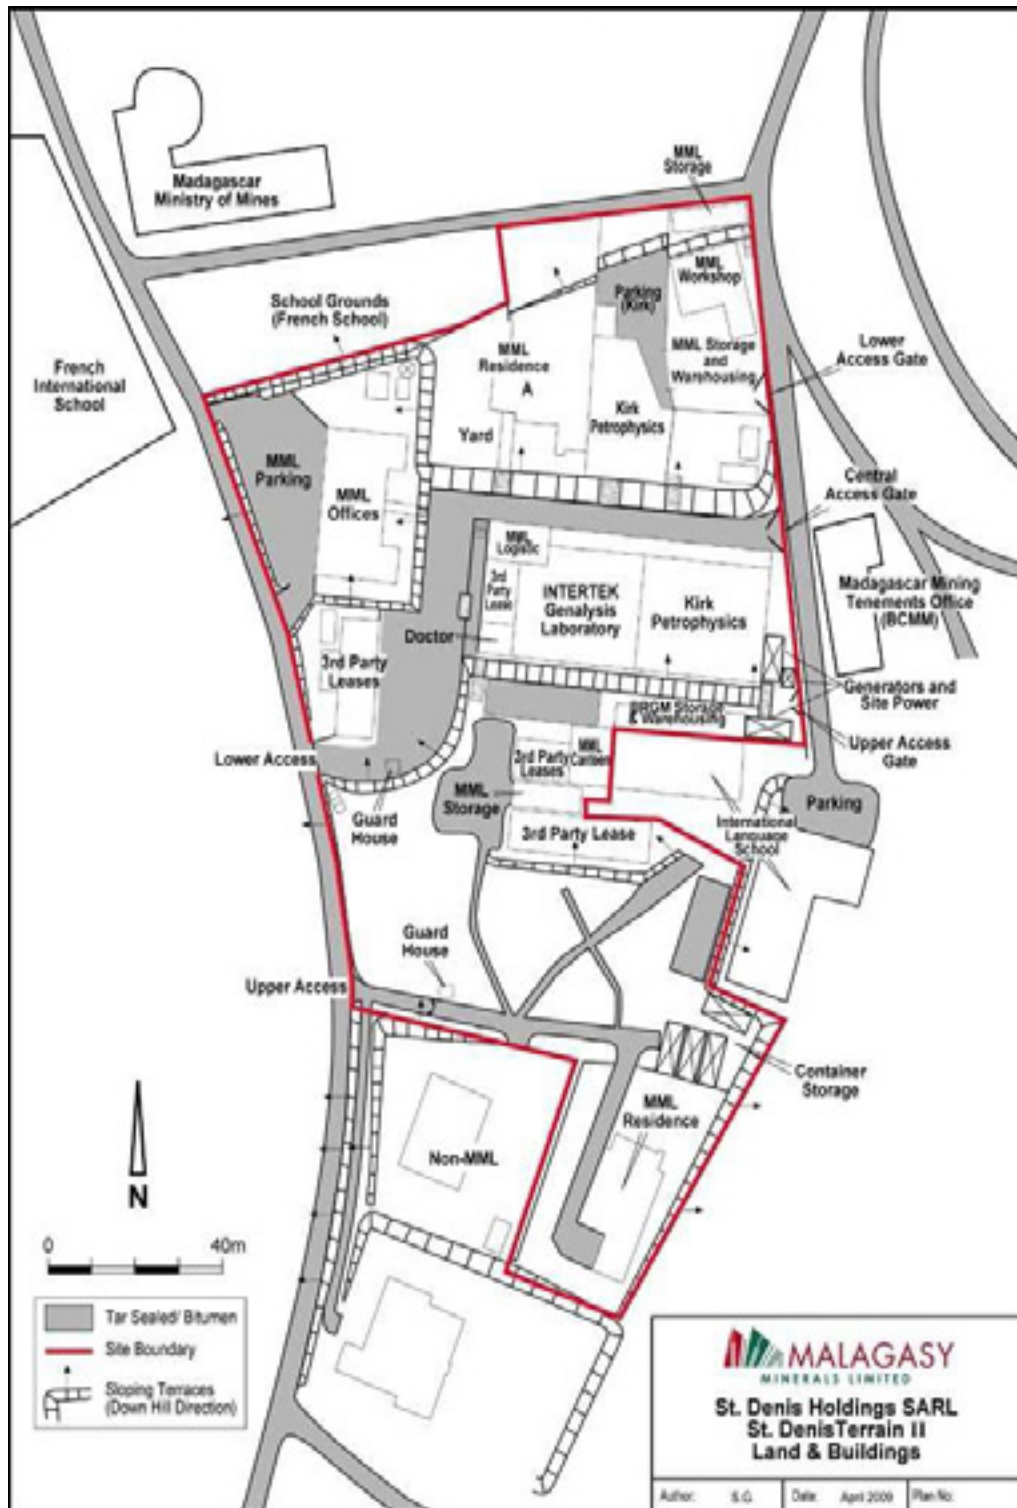 MML
Storage
Madagascar
Ministry of Mines
MML
Workshop
Parking
(Kirk)
School Grounds
(French School)
MML
Residence
A
MML Storage
and
Warehousing
Lower
Access Gate
French
International
School
Kirk
Petrophysics
Yard
MML
Parking
MML
Offices
Central
Access Gate
MML
Logistic
3rd
Party
Lease
INTERTEK
Genalysis
Laboratory
Kirk
Petrophysics
Madagascar Mining
Tenements Office
(BCMM)
Doctor
3rd Party
Leases
Generators and
Site Power
BRGM Storage
& Warehousing
Upper Access
Gate
Lower Access
3rd Party
Leases
MML
Canteen
MML
Storage
Parking
Guard
House
3rd Party Lease
International
Language
School
Guard
House
Upper Access
Container
Storage
MML
Residence
Non-MML
N
0 40m
Tar Sealed/ Bitumen
Site Boundary
Sloping Terraces
(Down Hill Direction)
MALAGASY
MINERALS LIMITED
St. Denis Holdings SARL
St. DenisTerrain II
Land & Buildings
Author: S.G. Date: April 2009 Plan No: